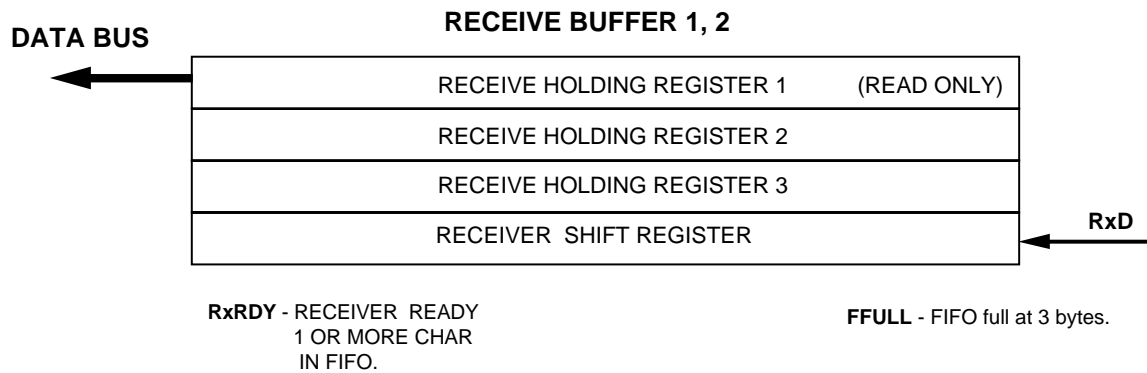 RECEIVE BUFFER 1, 2
DATA BUS
RECEIVE HOLDING REGISTER 1 (READ ONLY)
RECEIVE HOLDING REGISTER 2
RECEIVE HOLDING REGISTER 3
RECEIVER SHIFT REGISTER
RxD
RxRDY - RECEIVER READY
1 OR MORE CHAR
IN FIFO.
FFULL - FIFO full at 3 bytes.